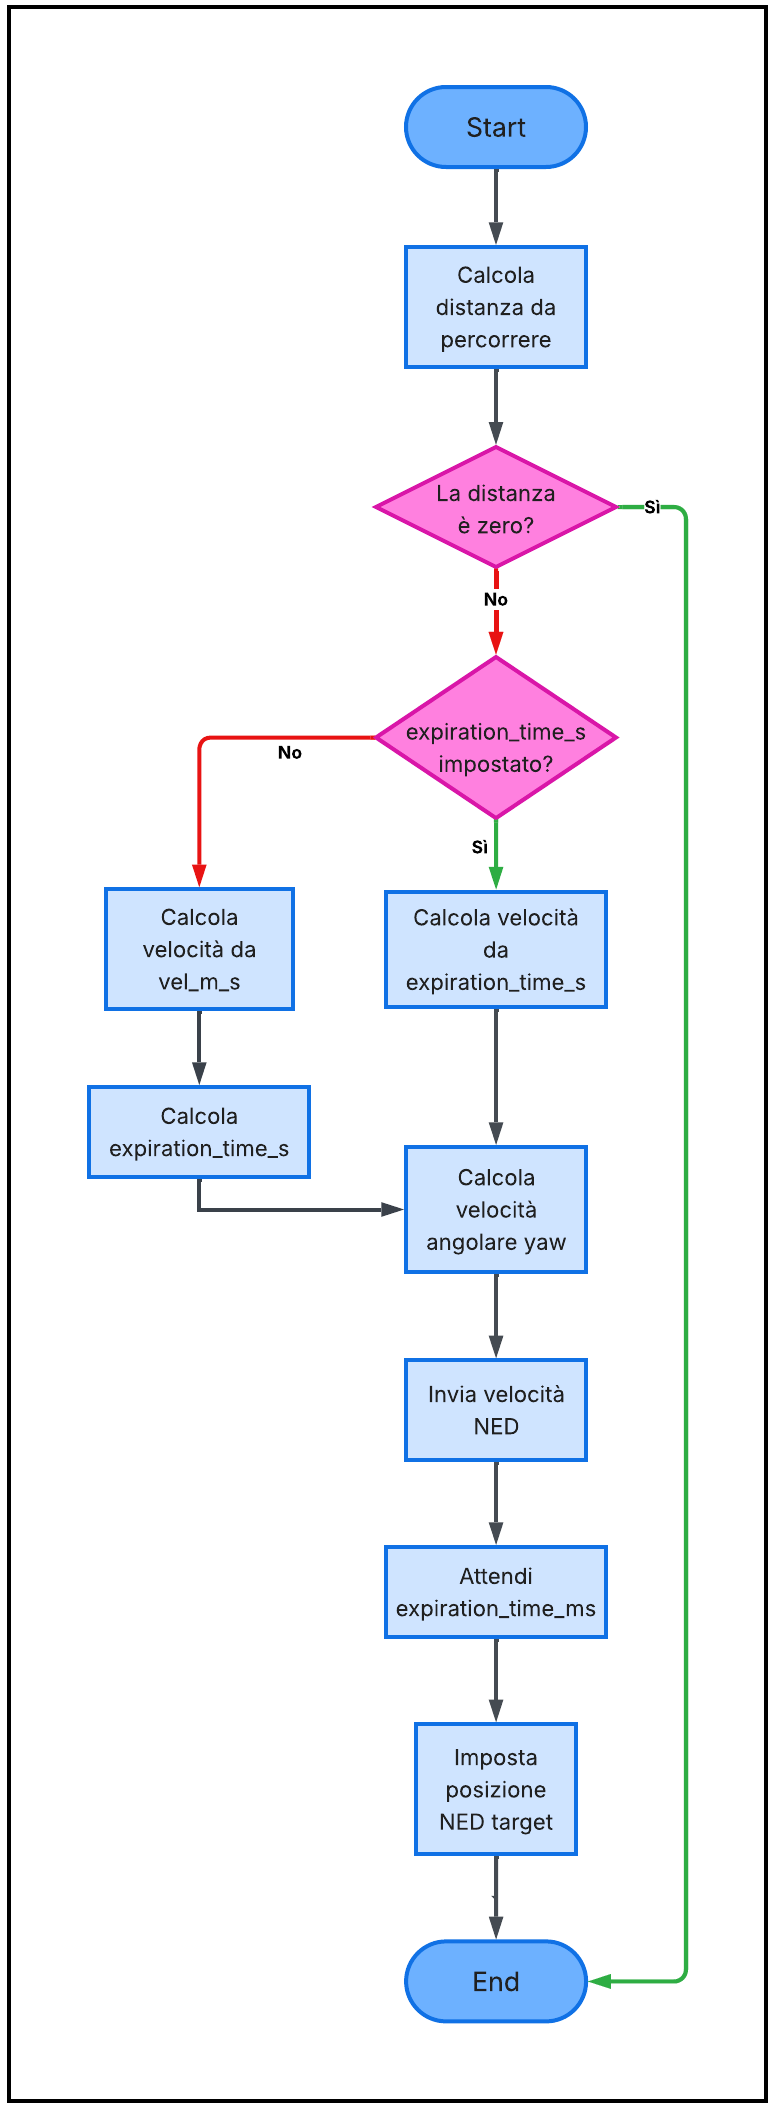 Start
Calcola
distanza da
percorrere
La distanza
è zero?
Sì
No
expiration_time_s
impostato?
No
Sì
Calcola
velocità da
vel_m_s
Calcola velocità
da
expiration_time_s
Calcola
expiration_time_s
Calcola
velocità
angolare yaw
Invia velocità
NED
Attendi
expiration_time_ms
Imposta
posizione
NED target
End